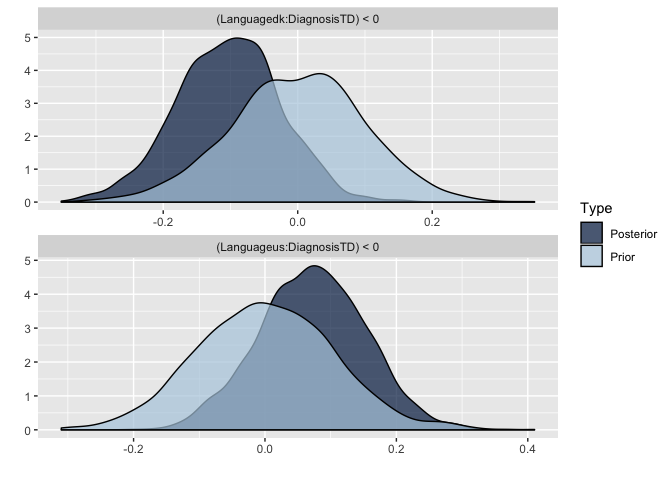 (Languagedk:DiagnosisTD) < 0
5
4
3
2
1
0
-0.2 0.0 0.2
(Languageus:DiagnosisTD) < 0
5
4
3
2
1
0
-0.2 0.0 0.2 0.4
Type
Posterior
Prior